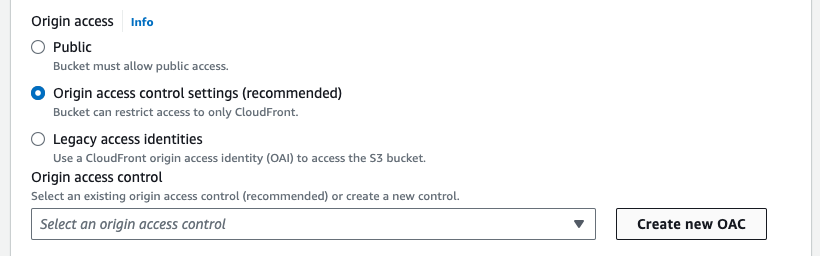 Origin access Info
Public
Bucket must allow public access.
Origin access control settings (recommended)
Bucket can restrict access to only CloudFront.
Legacy access identities
Use a CloudFront origin access identity (OAI) to access the S3 bucket.
Origin access control
Select an existing origin access control (recommended) or create a new control.
Select an origin access control Create new OAC